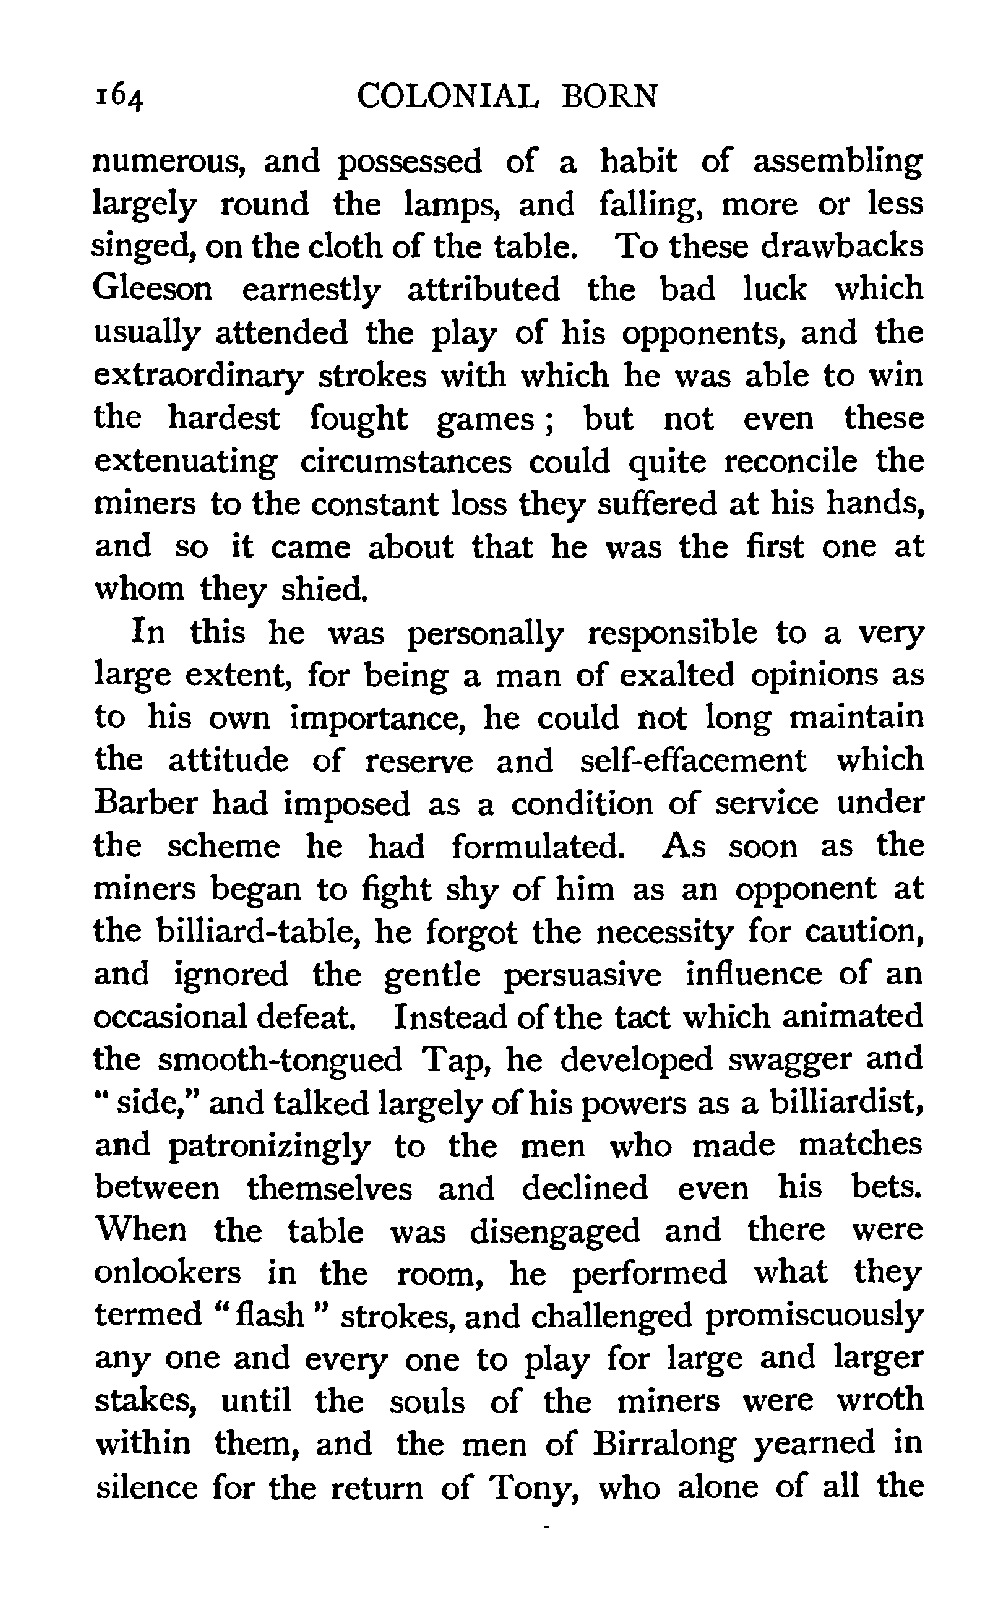 164 COLONIAL BORN
numerous, and possessed of a habit of assembling
largely round the lamps, and falling, more or less
singed, on the cloth of the table. To these drawbacks
Gleeson earnestly attributed the bad luck which
usually attended the play of his opponents, and the
extraordinary strokes with which he was able to win
the hardest fought games ; but not even these
extenuating circumstances could quite reconcile the
miners to the constant loss they suffered at his hands,
and so it came about that he was the first one at
whom they shied.
In this he was personally responsible to a very
large extent, for being a man of exalted opinions as
to his own importance, he could not long maintain
the attitude of reserve and self-effacement which
Barber had imposed as a condition of service under
the scheme he had formulated. As soon as the
miners began to fight shy of him as an opponent at
the billiard-table, he forgot the necessity for caution,
and ignored the gentle persuasive influence of an
occasional defeat. Instead of the tact which animated
the smooth-tongued Tap, he developed swagger and
" side," and talked largely of his powers as a billiardist,
and patronizingly to the men who made matches
between themselves and declined even his bets.
When the table was disengaged and there were
onlookers in the room, he performed what they
termed "flash " strokes, and challenged promiscuously
any one and every one to play for large and larger
stakes, until the souls of the miners were wroth
within them, and the men of Birralong yearned in
silence for the return of Tony, who alone of all the